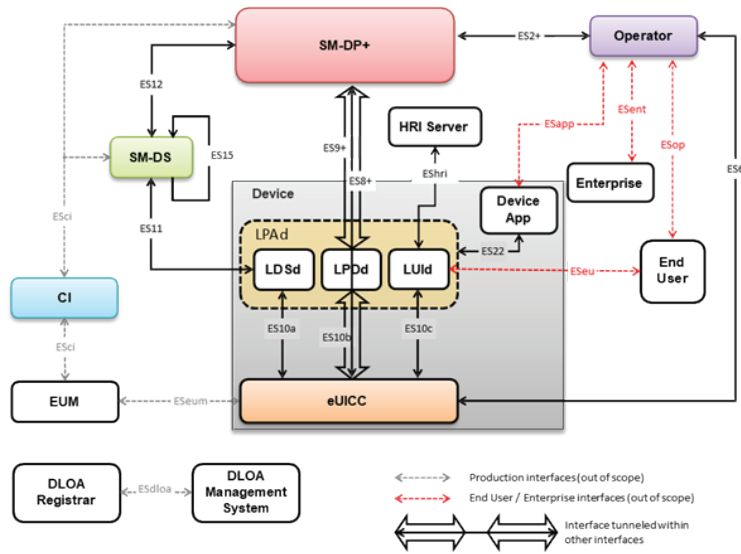 SM-DP+
ES2+
Operator
ES12
HRI Server
ESapp
ESent
ESop
SM-DS
ES15
ES9+
ES8+
EShri
Enterprise
ES6
Device
Device
App
ESci
ES11
LPAd
ES22
LDSd
LPDd
LUId
ESeu
End
User
CI
ES10a
ES10b
ES10c
ESci
EUM
ESeum
eUICC
DLOA
Registrar
ESdloa
DLOA
Management
System
Production interfaces (out of scope)
End User / Enterprise interfaces (out of scope)
Interface tunneled within
other interfaces